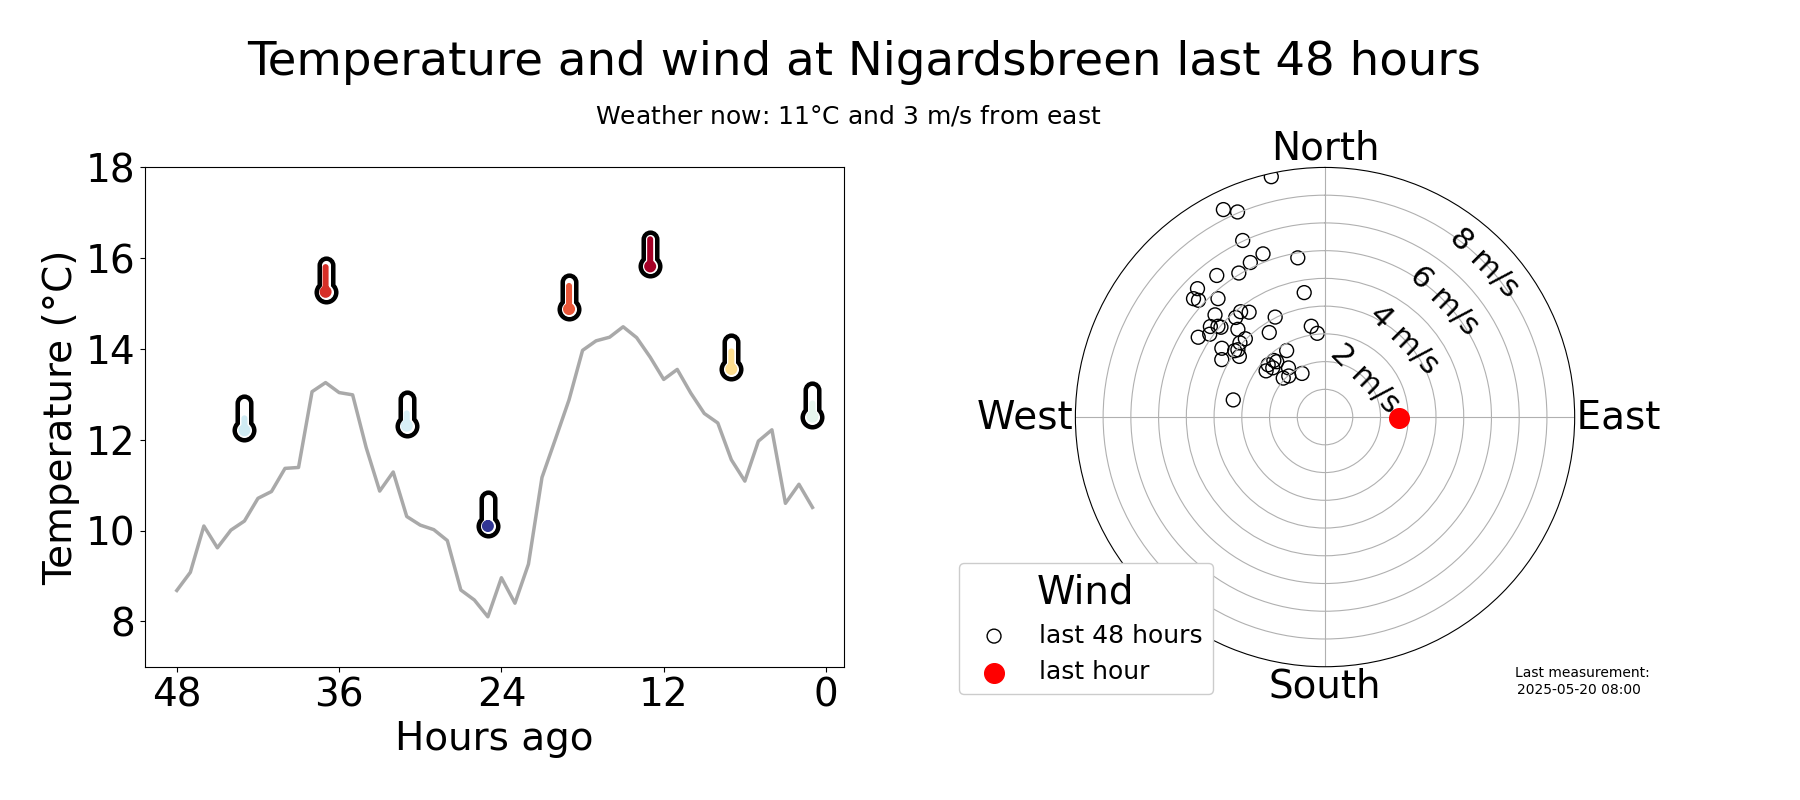 Temperature and wind at Nigardsbreen last 48 hours
Weather now: 11°C and 3 m/s from east
Temperature (°C)
18
16
14
12
10
8
48
36
24
12
0
Hours ago
North
West
East
South
8 m/s
6 m/s
4 m/s
2 m/s
Wind
last 48 hours
last hour
Last measurement:
2025-05-20 08:00